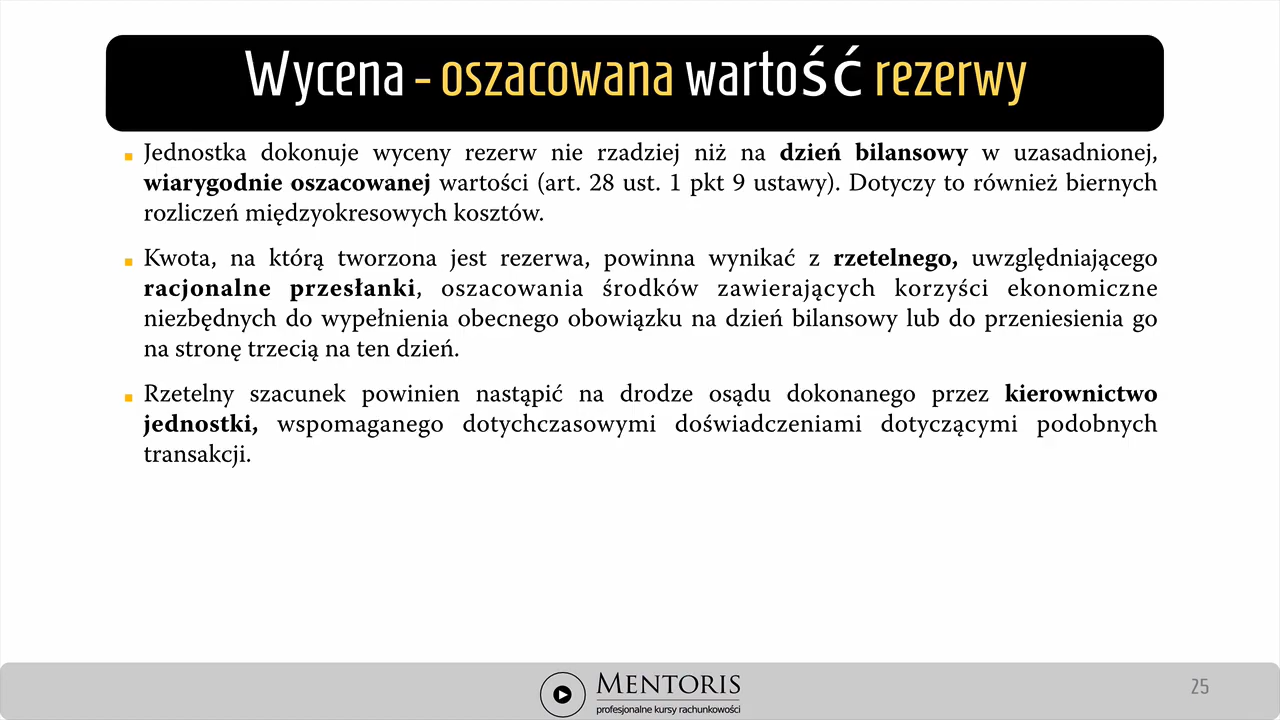 Wycena - oszacowana wartość rezerwy
Jednostka dokonuje wyceny rezerw nie rzadziej niż na dzień bilansowy w uzasadnionej,
wiarygodnie oszacowanej wartości (art. 28 ust. 1 pkt 9 ustawy). Dotyczy to również biernych
rozliczeń międzyokresowych kosztów.
Kwota, na którą tworzona jest rezerwa, powinna wynikać z rzetelnego, uwzględniającego
racjonalne przesłanki, oszacowania środków zawierających korzyści ekonomiczne
niezbędnych do wypełnienia obecnego obowiązku na dzień bilansowy lub do przeniesienia go
na stronę trzecią na ten dzień.
Rzetelny szacunek powinien nastąpić na drodze osądu dokonanego przez kierownictwo
jednostki, wspomaganego dotychczasowymi doświadczeniami dotyczącymi podobnych
transakcji.
MENTORIS
profesjonalne kursy rachunkowości
25